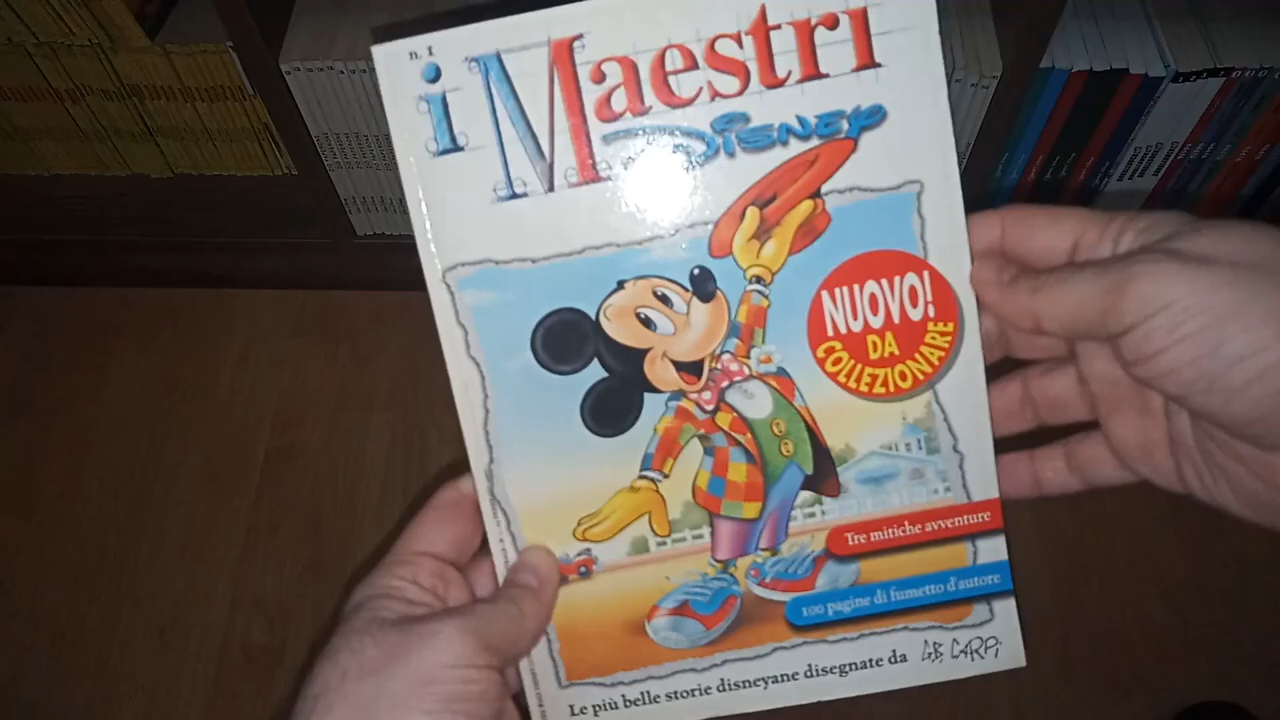 n. 1
i Maestri
DISNEY
NUOVO!
DA
COLLEZIONARE
Tre mitiche avventure
100 pagine di fumetto d'autore
Le più belle storie disneyane disegnate da G.B. CARPI